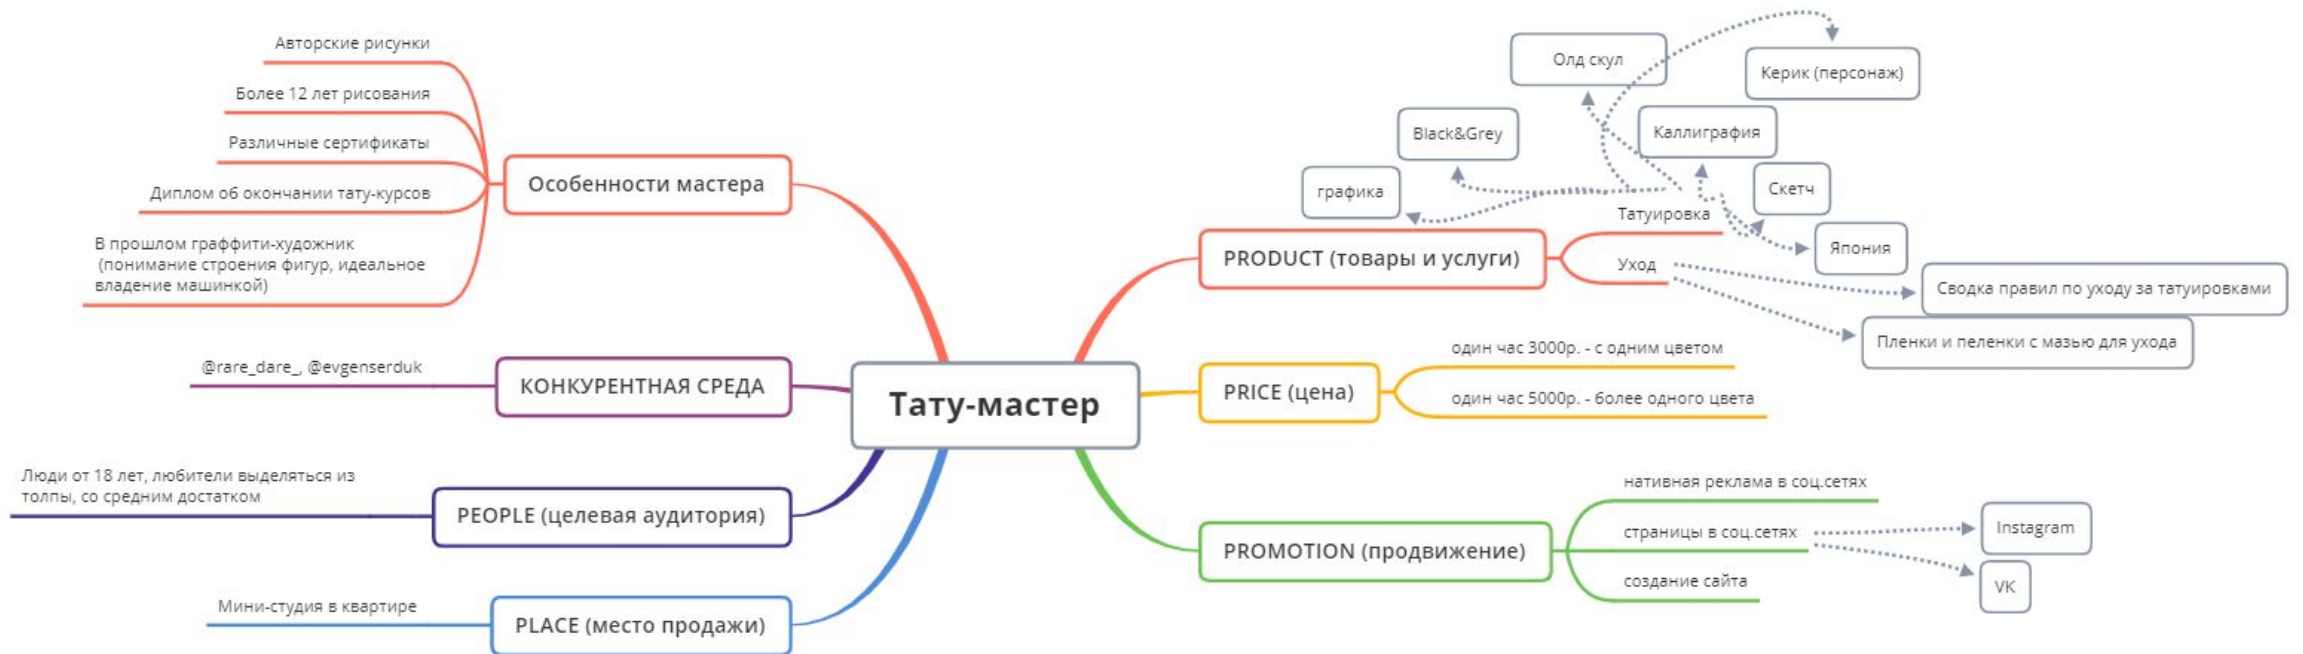 Авторские рисунки
Более 12 лет рисования
Различные сертификаты
Диплом об окончании тату-курсов
В прошлом граффити-художник
(понимание строения фигур, идеальное
владение машинкой)
Особенности мастера
@rare_dare_, @evgenserduk
КОНКУРЕНТНАЯ СРЕДА
Люди от 18 лет, любители выделяться из
толпы, со средним достатком
PEOPLE (целевая аудитория)
Мини-студия в квартире
PLACE (место продажи)
Тату-мастер
PRODUCT (товары и услуги)
Татуировка
графика
Black&Grey
Олд скул
Керик (персонаж)
Каллиграфия
Скетч
Япония
Уход
Сводка правил по уходу за татуировками
Пленки и пеленки с мазью для ухода
PRICE (цена)
один час 3000р. - с одним цветом
один час 5000р. - более одного цвета
PROMOTION (продвижение)
нативная реклама в соц.сетях
страницы в соц.сетях
Instagram
VK
создание сайта